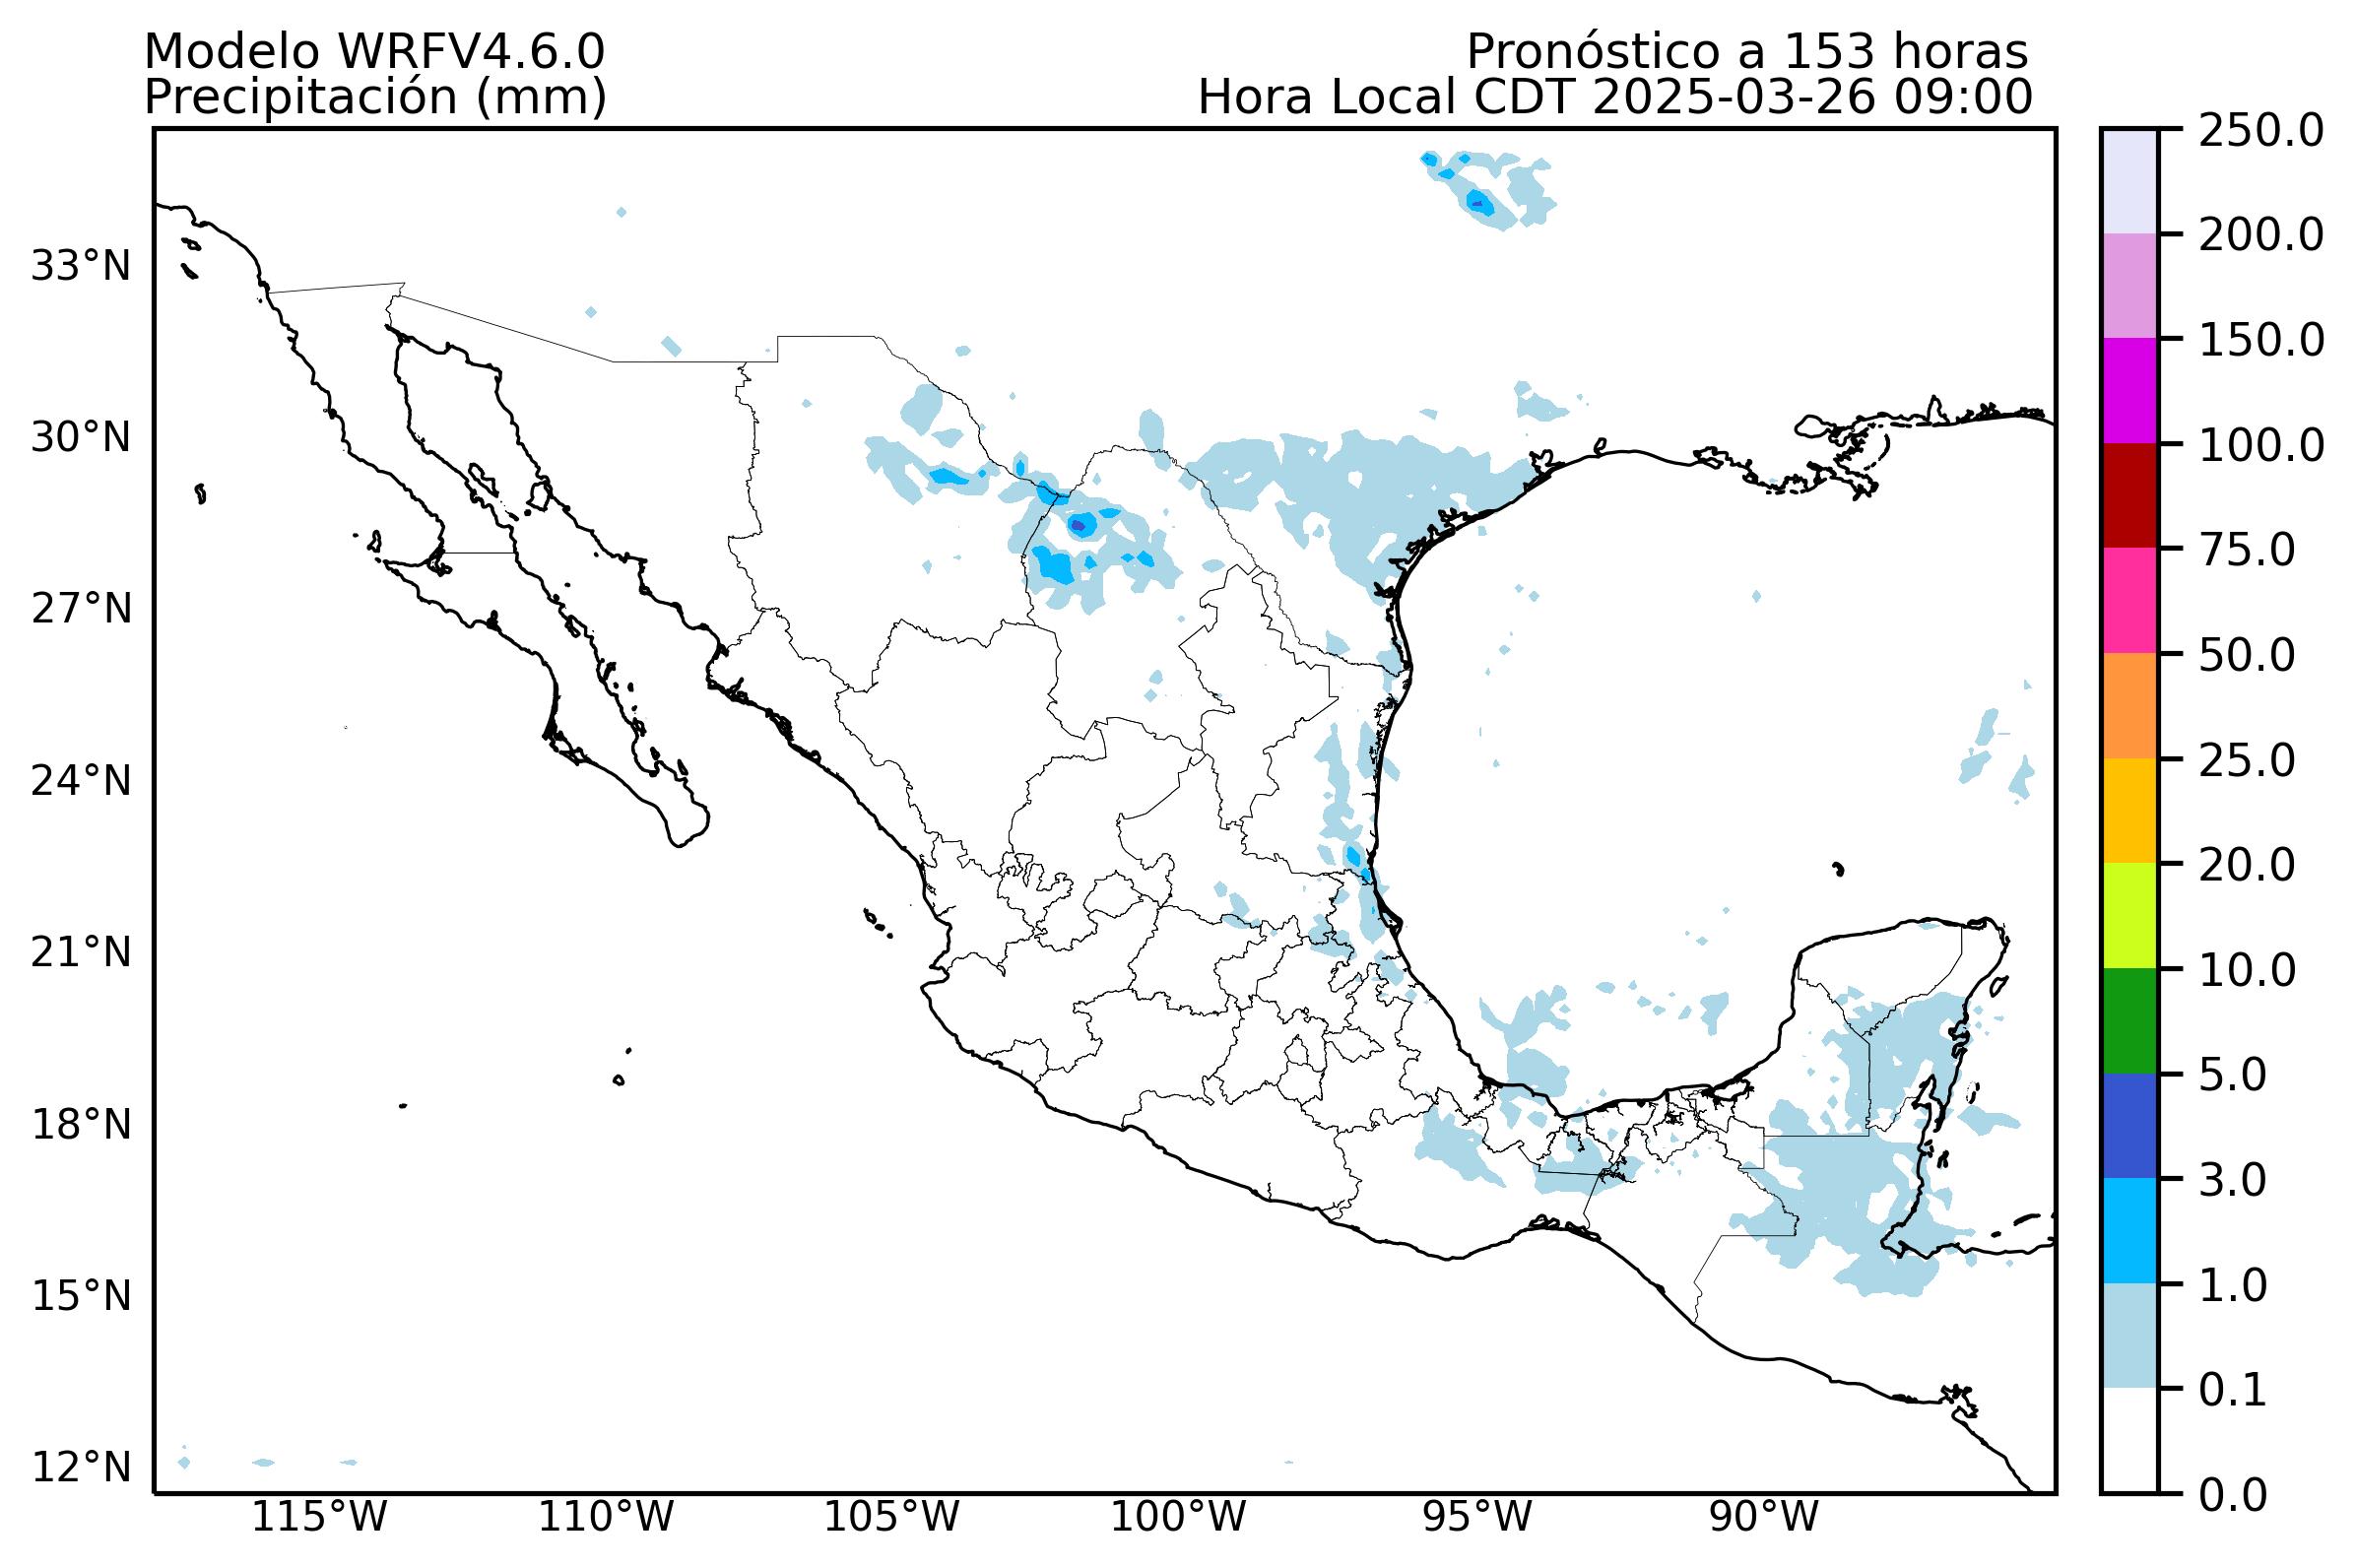 Modelo WRFV4.6.0
Pronóstico a 153 horas
Precipitación (mm)
Hora Local CDT 2025-03-26 09:00
250.0
200.0
150.0
100.0
75.0
50.0
25.0
20.0
10.0
5.0
3.0
1.0
0.1
0.0
33°N
30°N
27°N
24°N
21°N
18°N
15°N
12°N
115°W
110°W
105°W
100°W
95°W
90°W